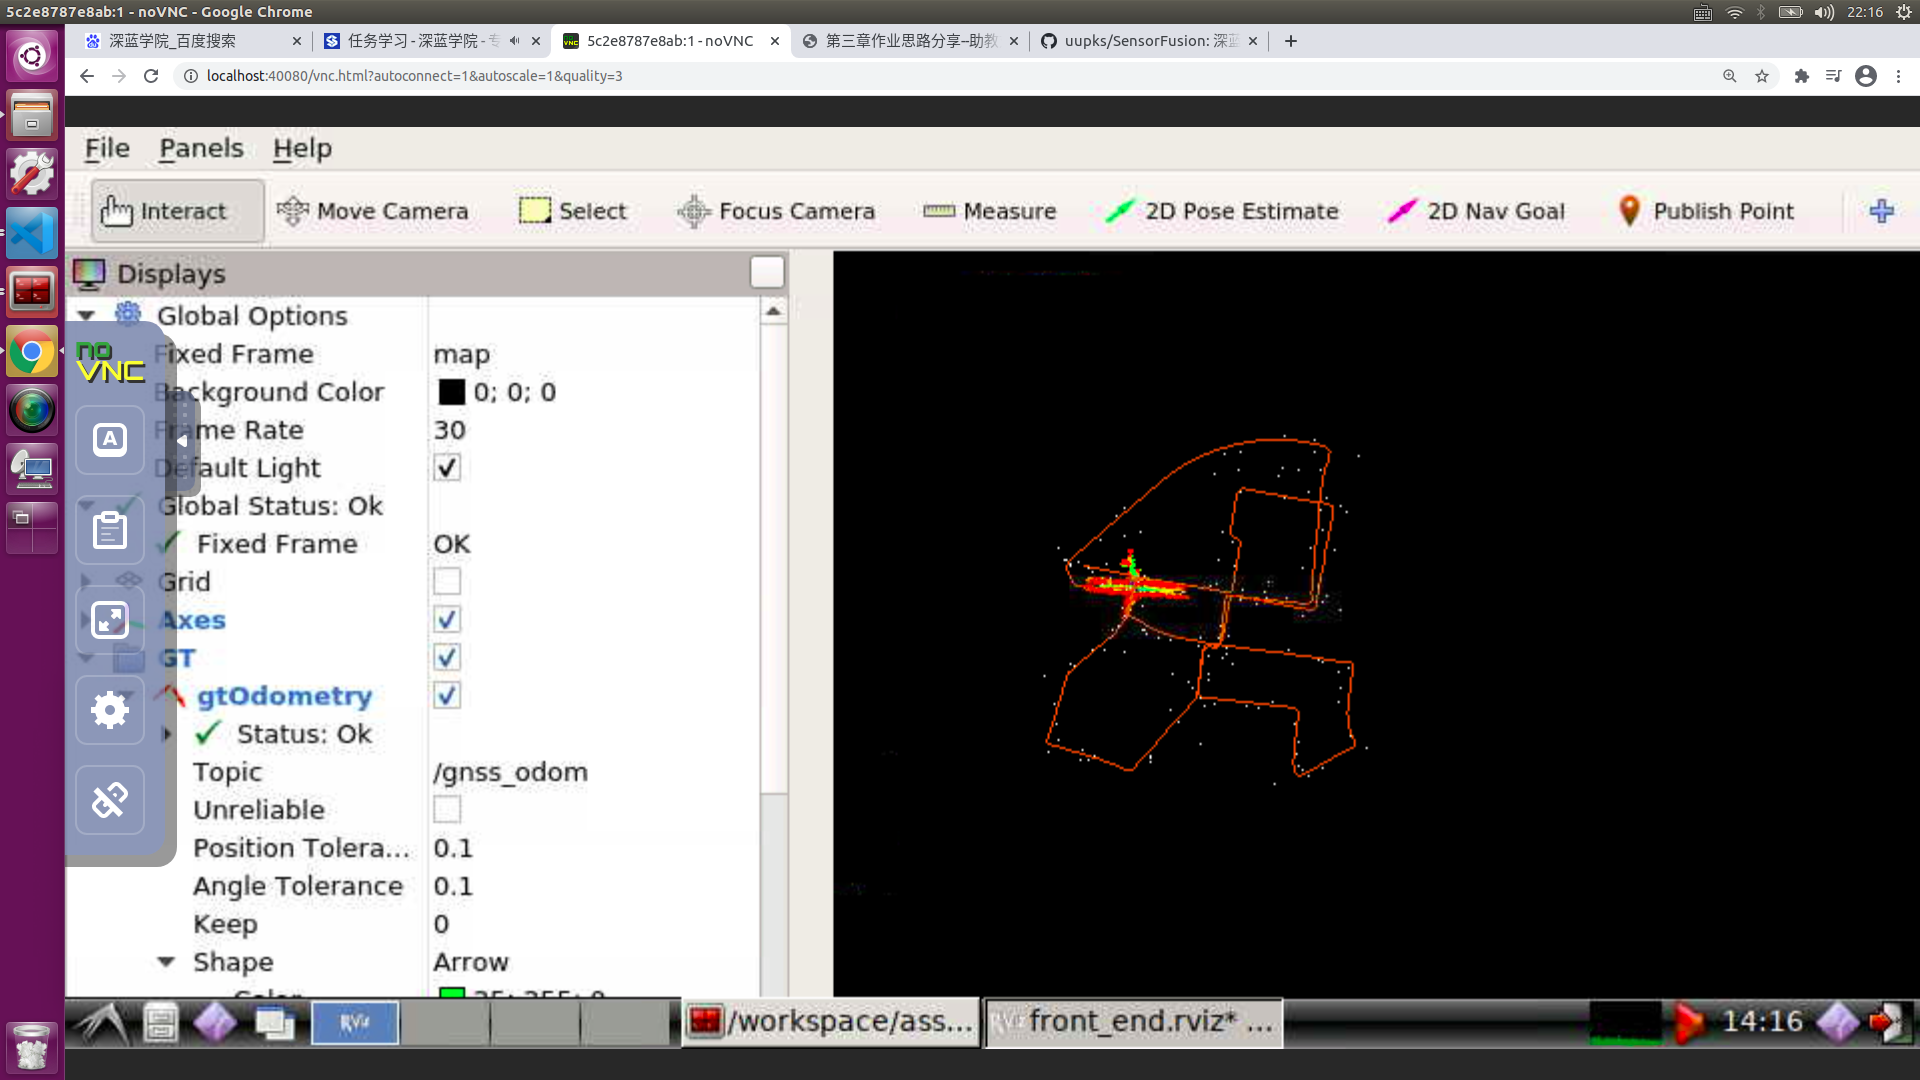 5c2e8787e8ab:1 - noVNC - Google Chrome
22:16
深蓝学院_百度搜索
任务学习 - 深蓝学院 - 专
5c2e8787e8ab:1 - noVNC
第三章作业思路分享--助教
uupks/SensorFusion: 深蓝
localhost:40080/vnc.html?autoconnect=1&autoscale=1&quality=3
File Panels Help
Interact
Move Camera
Select
Focus Camera
Measure
2D Pose Estimate
2D Nav Goal
Publish Point
Displays
Global Options
Fixed Frame map
Background Color 0; 0; 0
Frame Rate 30
Default Light
Global Status: Ok
Fixed Frame OK
Grid
Axes
GT
gtOdometry
Status: Ok
Topic /gnss_odom
Unreliable
Position Tolera... 0.1
Angle Tolerance 0.1
Keep 0
Shape Arrow
Color
no
VNC
A
RViz
/workspace/ass...
RViz front_end.rviz* ...
14:16